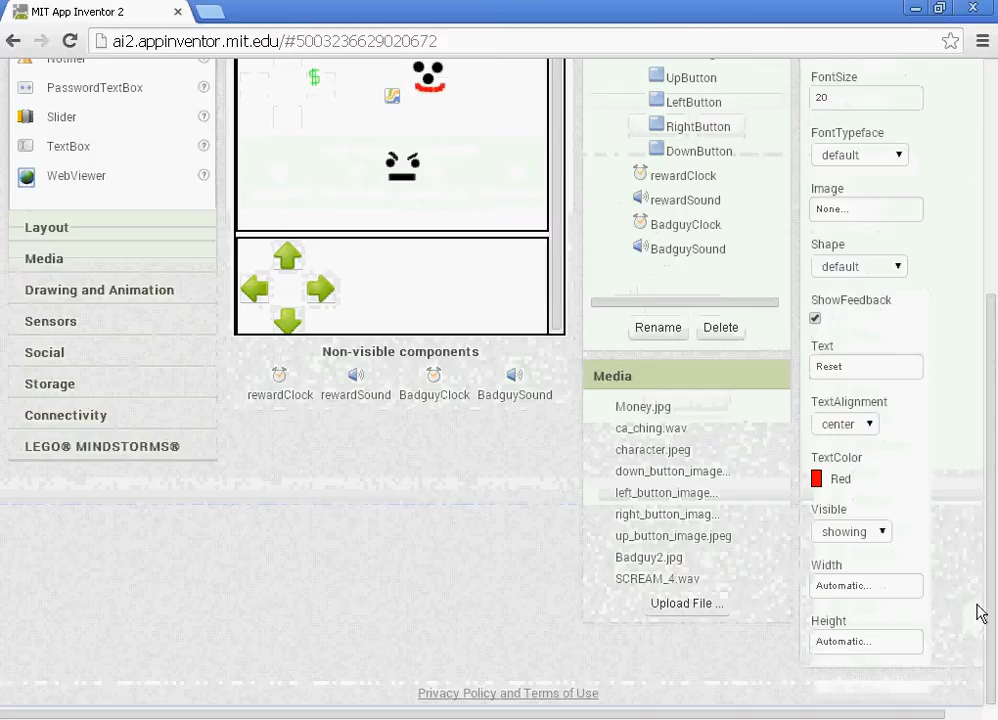 MIT App Inventor 2
ai2.appinventor.mit.edu/#5003236629020672
Notifier
PasswordTextBox
Slider
TextBox
WebViewer
Layout
Media
Drawing and Animation
Sensors
Social
Storage
Connectivity
LEGO® MINDSTORMS®
$
Non-visible components
rewardClock rewardSound BadguyClock BadguySound
UpButton
LeftButton
RightButton
DownButton
rewardClock
rewardSound
BadguyClock
BadguySound
Rename Delete
Media
Money.jpg
ca_ching.wav
character.jpeg
down_button_image...
left_button_image...
right_button_imag...
up_button_image.jpeg
Badguy2.jpg
SCREAM_4.wav
Upload File ...
FontSize
20
FontTypeface
default
Image
None...
Shape
default
ShowFeedback
Text
Reset
TextAlignment
center
TextColor
Red
Visible
showing
Width
Automatic...
Height
Automatic...
Privacy Policy and Terms of Use